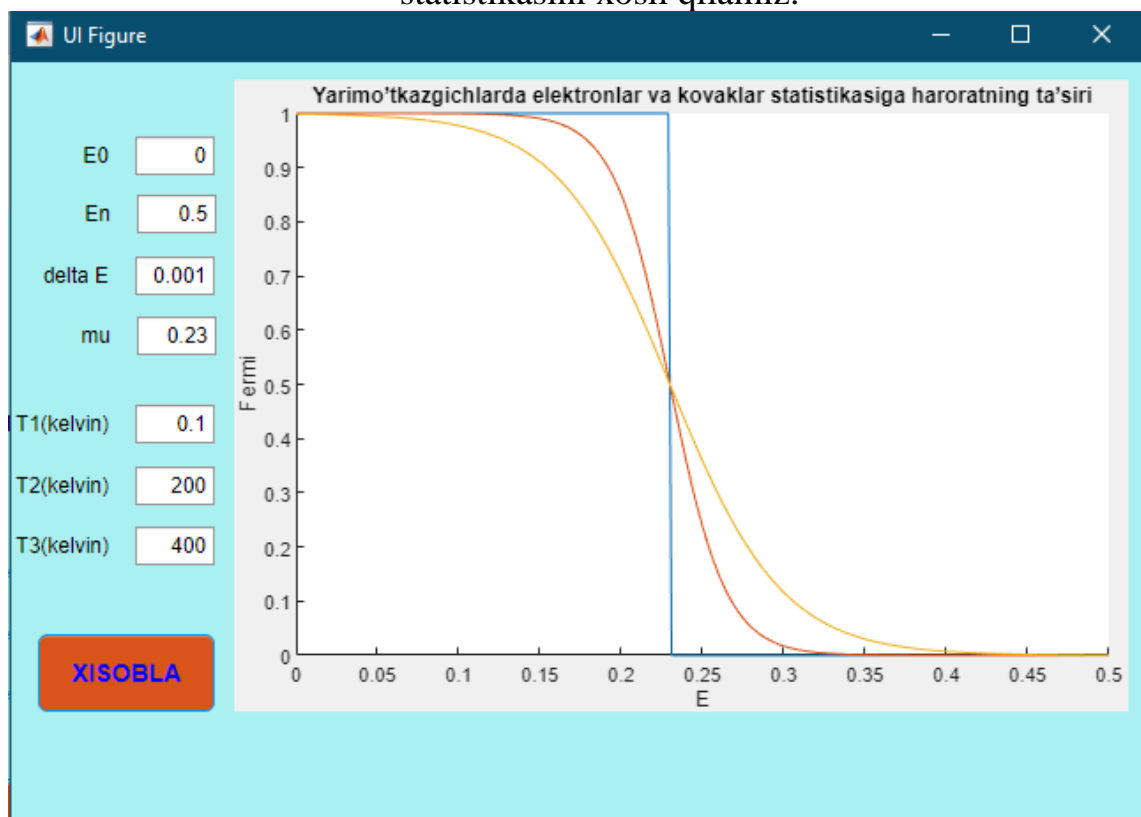 statistikasini xosil qilamiz.
UI Figure
Yarimo'tkazgichlarda elektronlar va kovaklar statistikasiga haroratning ta'siri
E0 0
En 0.5
delta E 0.001
mu 0.23
T1(kelvin) 0.1
T2(kelvin) 200
T3(kelvin) 400
XISOBLA
Fermi
1
0.9
0.8
0.7
0.6
0.5
0.4
0.3
0.2
0.1
0
0 0.05 0.1 0.15 0.2 0.25 0.3 0.35 0.4 0.45 0.5
E